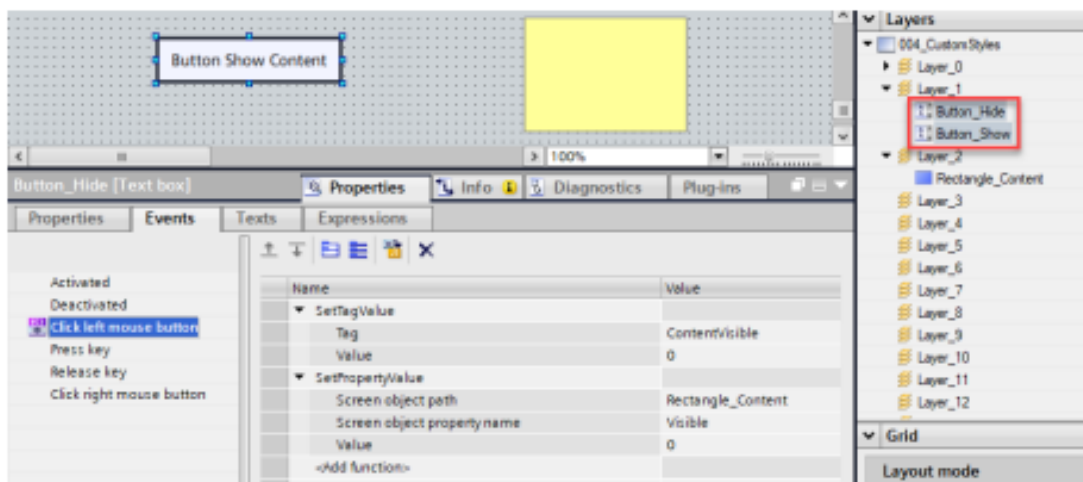 Button Show Content
100%
Button_Hide [Text box]
Properties
Info
Diagnostics
Plug-ins
Properties
Events
Texts
Expressions
Activated
Deactivated
Click left mouse button
Press key
Release key
Click right mouse button
Name Value
SetTagValue
Tag ContentVisible
Value 0
SetPropertyValue
Screen object path Rectangle_Content
Screen object property name Visible
Value 0
<Add function>
Layers
004_CustomStyles
Layer_0
Layer_1
Button_Hide
Button_Show
Layer_2
Rectangle_Content
Layer_3
Layer_4
Layer_5
Layer_6
Layer_7
Layer_8
Layer_9
Layer_10
Layer_11
Layer_12
Grid
Layout mode